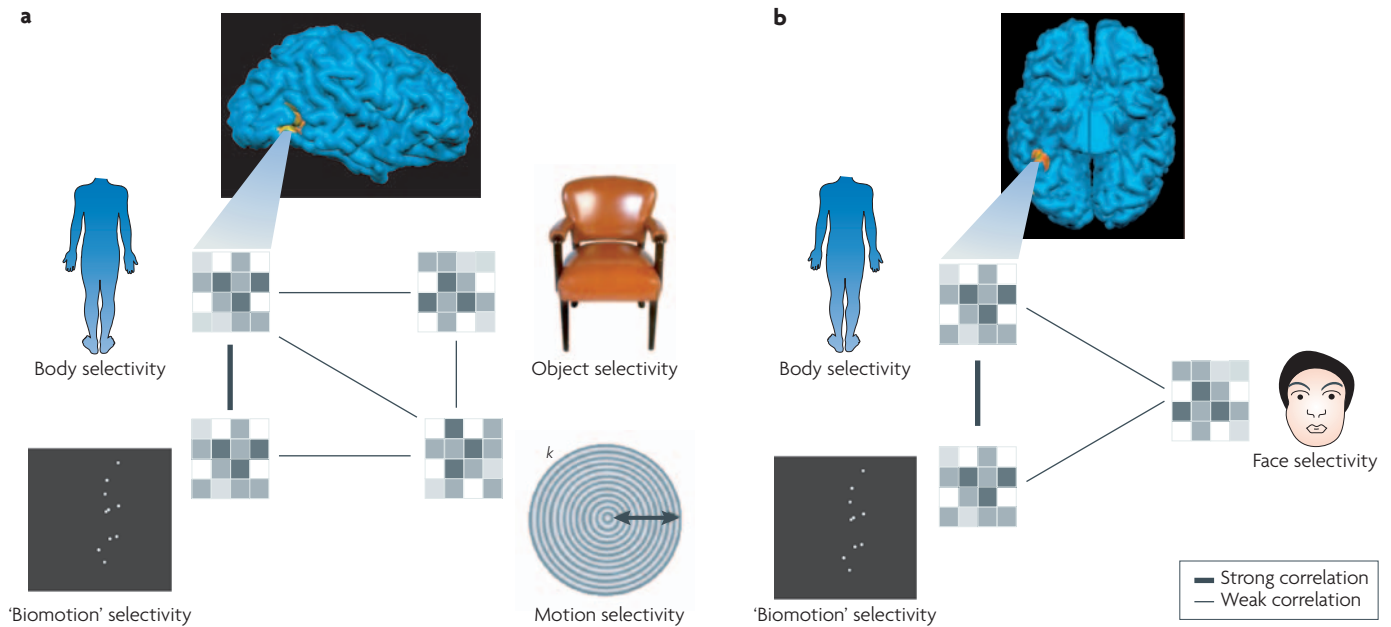 a
Body selectivity
Object selectivity
k
'Biomotion' selectivity
Motion selectivity
b
Body selectivity
Face selectivity
'Biomotion' selectivity
Strong correlation
Weak correlation